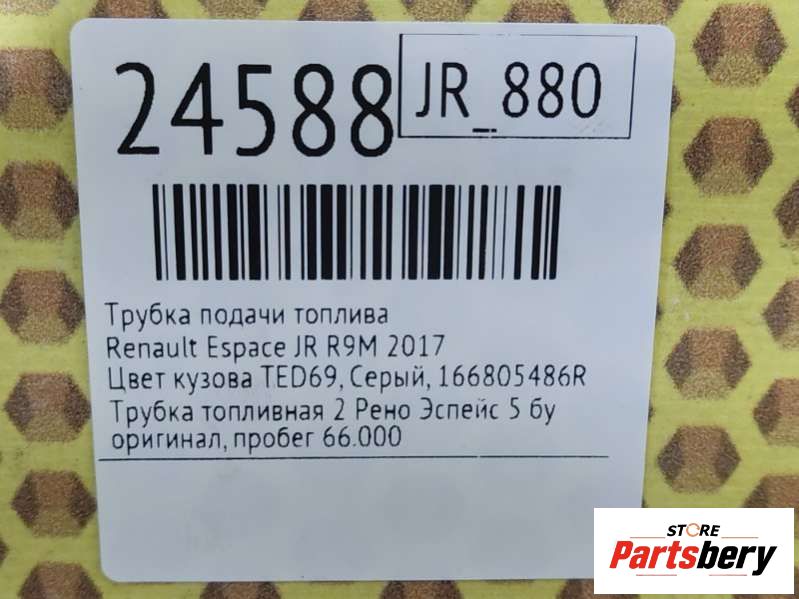 24588
JR_880
Трубка подачи топлива
Renault Espace JR R9M 2017
Цвет кузова TED69, Серый, 166805486R
Трубка топливная 2 Рено Эспейс 5 бу
оригинал, пробег 66.000
STORE
Partsbery